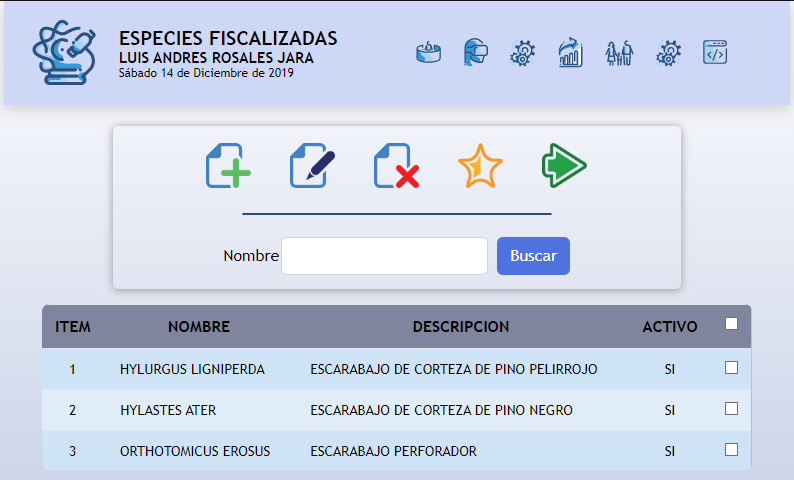 ESPECIES FISCALIZADAS
LUIS ANDRES ROSALES JARA
Sábado 14 de Diciembre de 2019
Nombre Buscar
ITEM NOMBRE DESCRIPCION ACTIVO
1 HYLURGUS LIGNIPERDA ESCARABAJO DE CORTEZA DE PINO PELIRROJO SI
2 HYLASTES ATER ESCARABAJO DE CORTEZA DE PINO NEGRO SI
3 ORTHOTOMICUS EROSUS ESCARABAJO PERFORADOR SI